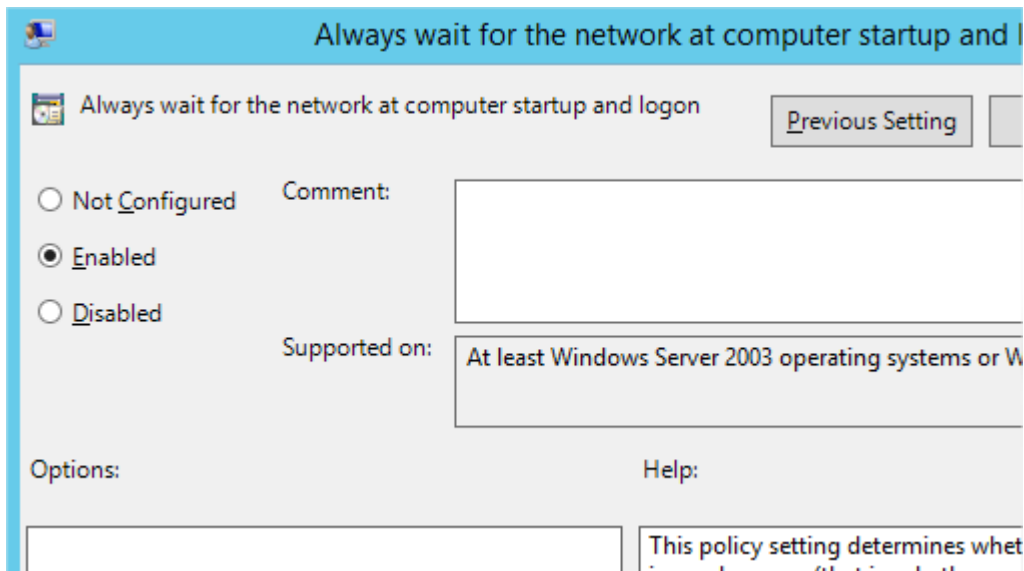 Always wait for the network at computer startup and
Always wait for the network at computer startup and logon
Previous Setting
Not Configured
Comment:
Enabled
Disabled
Supported on:
At least Windows Server 2003 operating systems or W
Options:
Help:
This policy setting determines whet